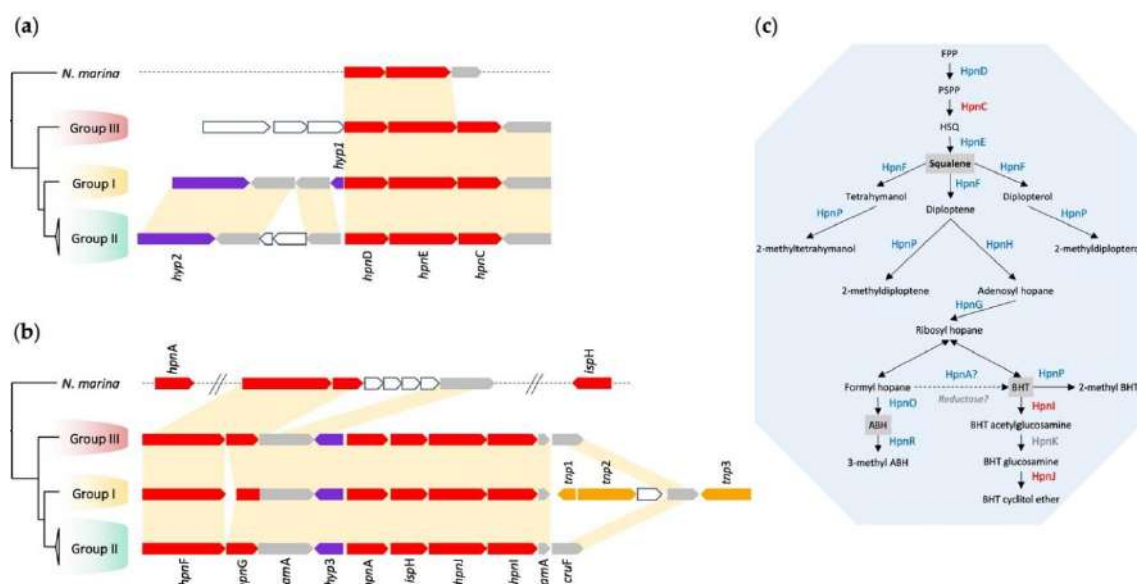 (a)
N. marina
Group III
Group I
Group II
hyp1
hyp2
hpnD
hpnE
hpnC
(b)
hpnA
ispH
N. marina
Group III
Group I
Group II
tnp1
tnp2
tnp3
hpnF
hyp3
ispH
hpnJ
hpnI
cruF
(c)
FPP
HpnD
PSPP
HpnC
HSQ
HpnE
Squalene
HpnF
HpnF
HpnF
Tetrahymanol
Diplopterol
HpnP
Diploptene
HpnP
2-methyltetrahymanol
2-methyldiplopterol
HpnP
HpnH
2-methyldiploptene
Adenosyl hopane
HpnG
Ribosyl hopane
Formyl hopane
HpnA?
BHT
HpnP
2-methyl BHT
Reductase?
HpnO
HpnI
ABH
BHT acetylglucosamine
HpnR
HpnK
3-methyl ABH
BHT glucosamine
HpnJ
BHT cyclitol ether